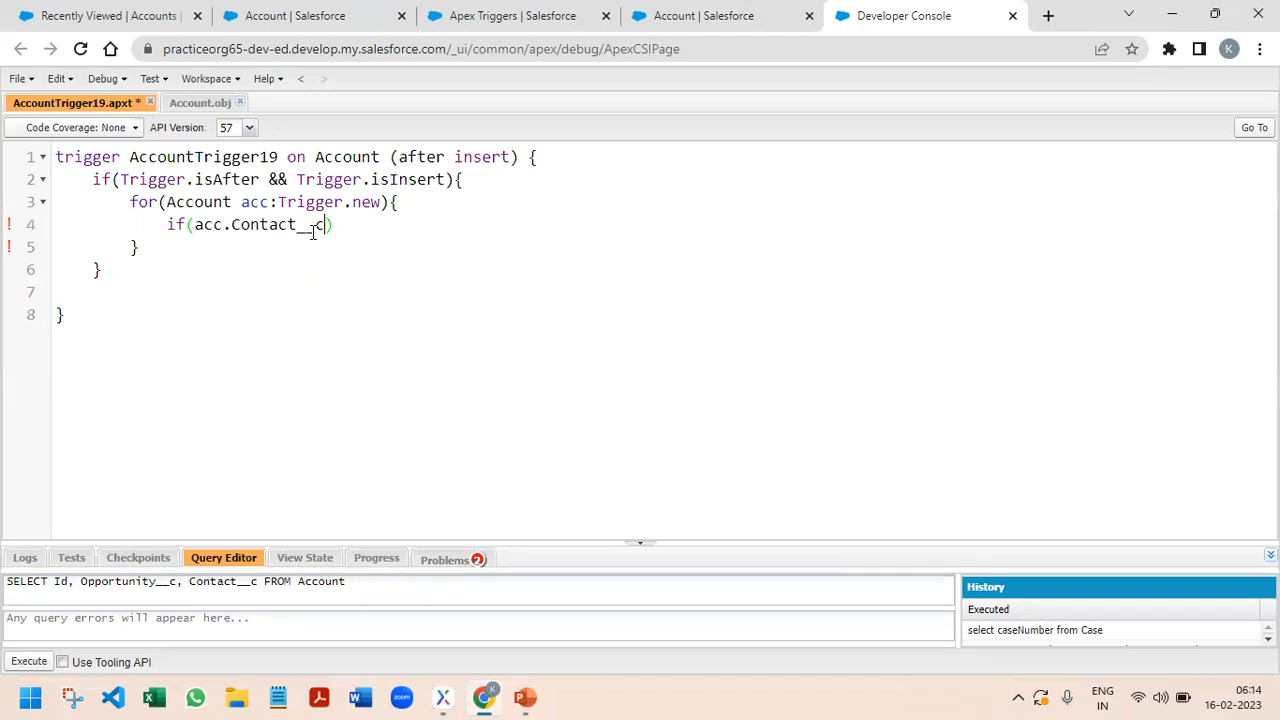 Recently Viewed | Accounts
Account | Salesforce
Apex Triggers | Salesforce
Account | Salesforce
Developer Console
practiceorg65-dev-ed.develop.my.salesforce.com/_ui/common/apex/debug/ApexCSIPage
K
File Edit Debug Test Workspace Help < >
AccountTrigger19.apxt *
Account.obj
Code Coverage: None API Version: 57 Go To
1 trigger AccountTrigger19 on Account (after insert) {
2 if(Trigger.isAfter && Trigger.isInsert){
3 for(Account acc:Trigger.new){
4 if(acc.Contact__c)
5 }
6 }
7
8 }
Logs Tests Checkpoints Query Editor View State Progress Problems 2
SELECT Id, Opportunity__c, Contact__c FROM Account
Any query errors will appear here...
History
Executed
select caseNumber from Case
Execute Use Tooling API
ENG
IN
06:14
16-02-2023